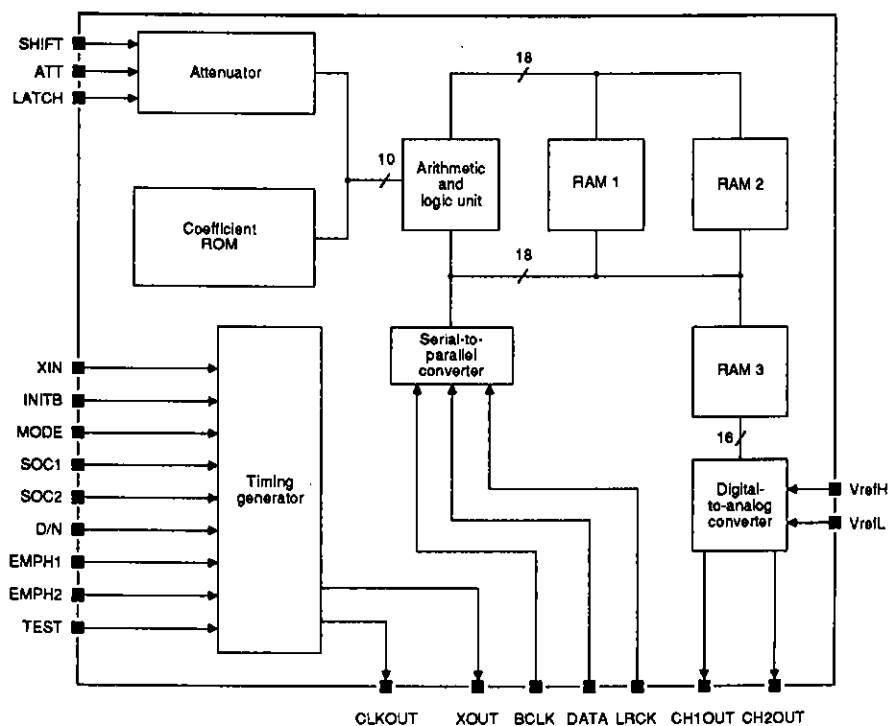 SHIFT
ATT
LATCH
Attenuator
18
10
Arithmetic
and
logic unit
RAM 1
RAM 2
Coefficient
ROM
18
Serial-to-
parallel
converter
RAM 3
XIN
INITB
MODE
SOC1
SOC2
D/N
EMPH1
EMPH2
TEST
Timing
generator
16
Digital-
to-analog
converter
VrefH
VrefL
CLKOUT
XOUT
BCLK
DATA
LRCK
CH1OUT
CH2OUT